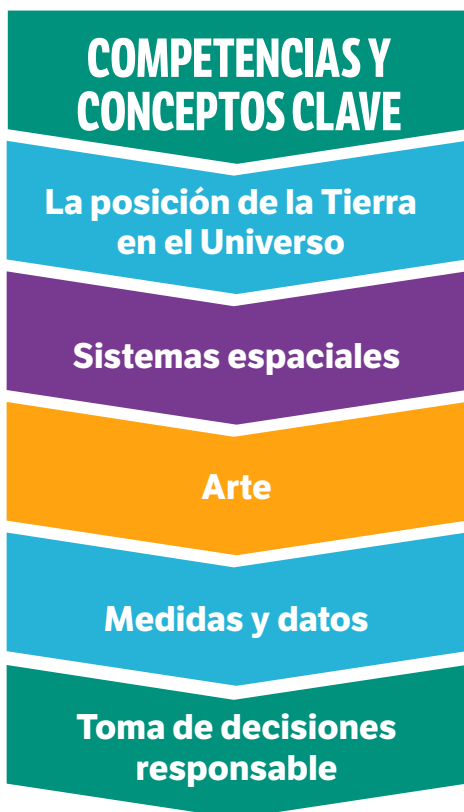 COMPETENCIAS Y
CONCEPTOS CLAVE
La posición de la Tierra
en el Universo
Sistemas espaciales
Arte
Medidas y datos
Toma de decisiones
responsable